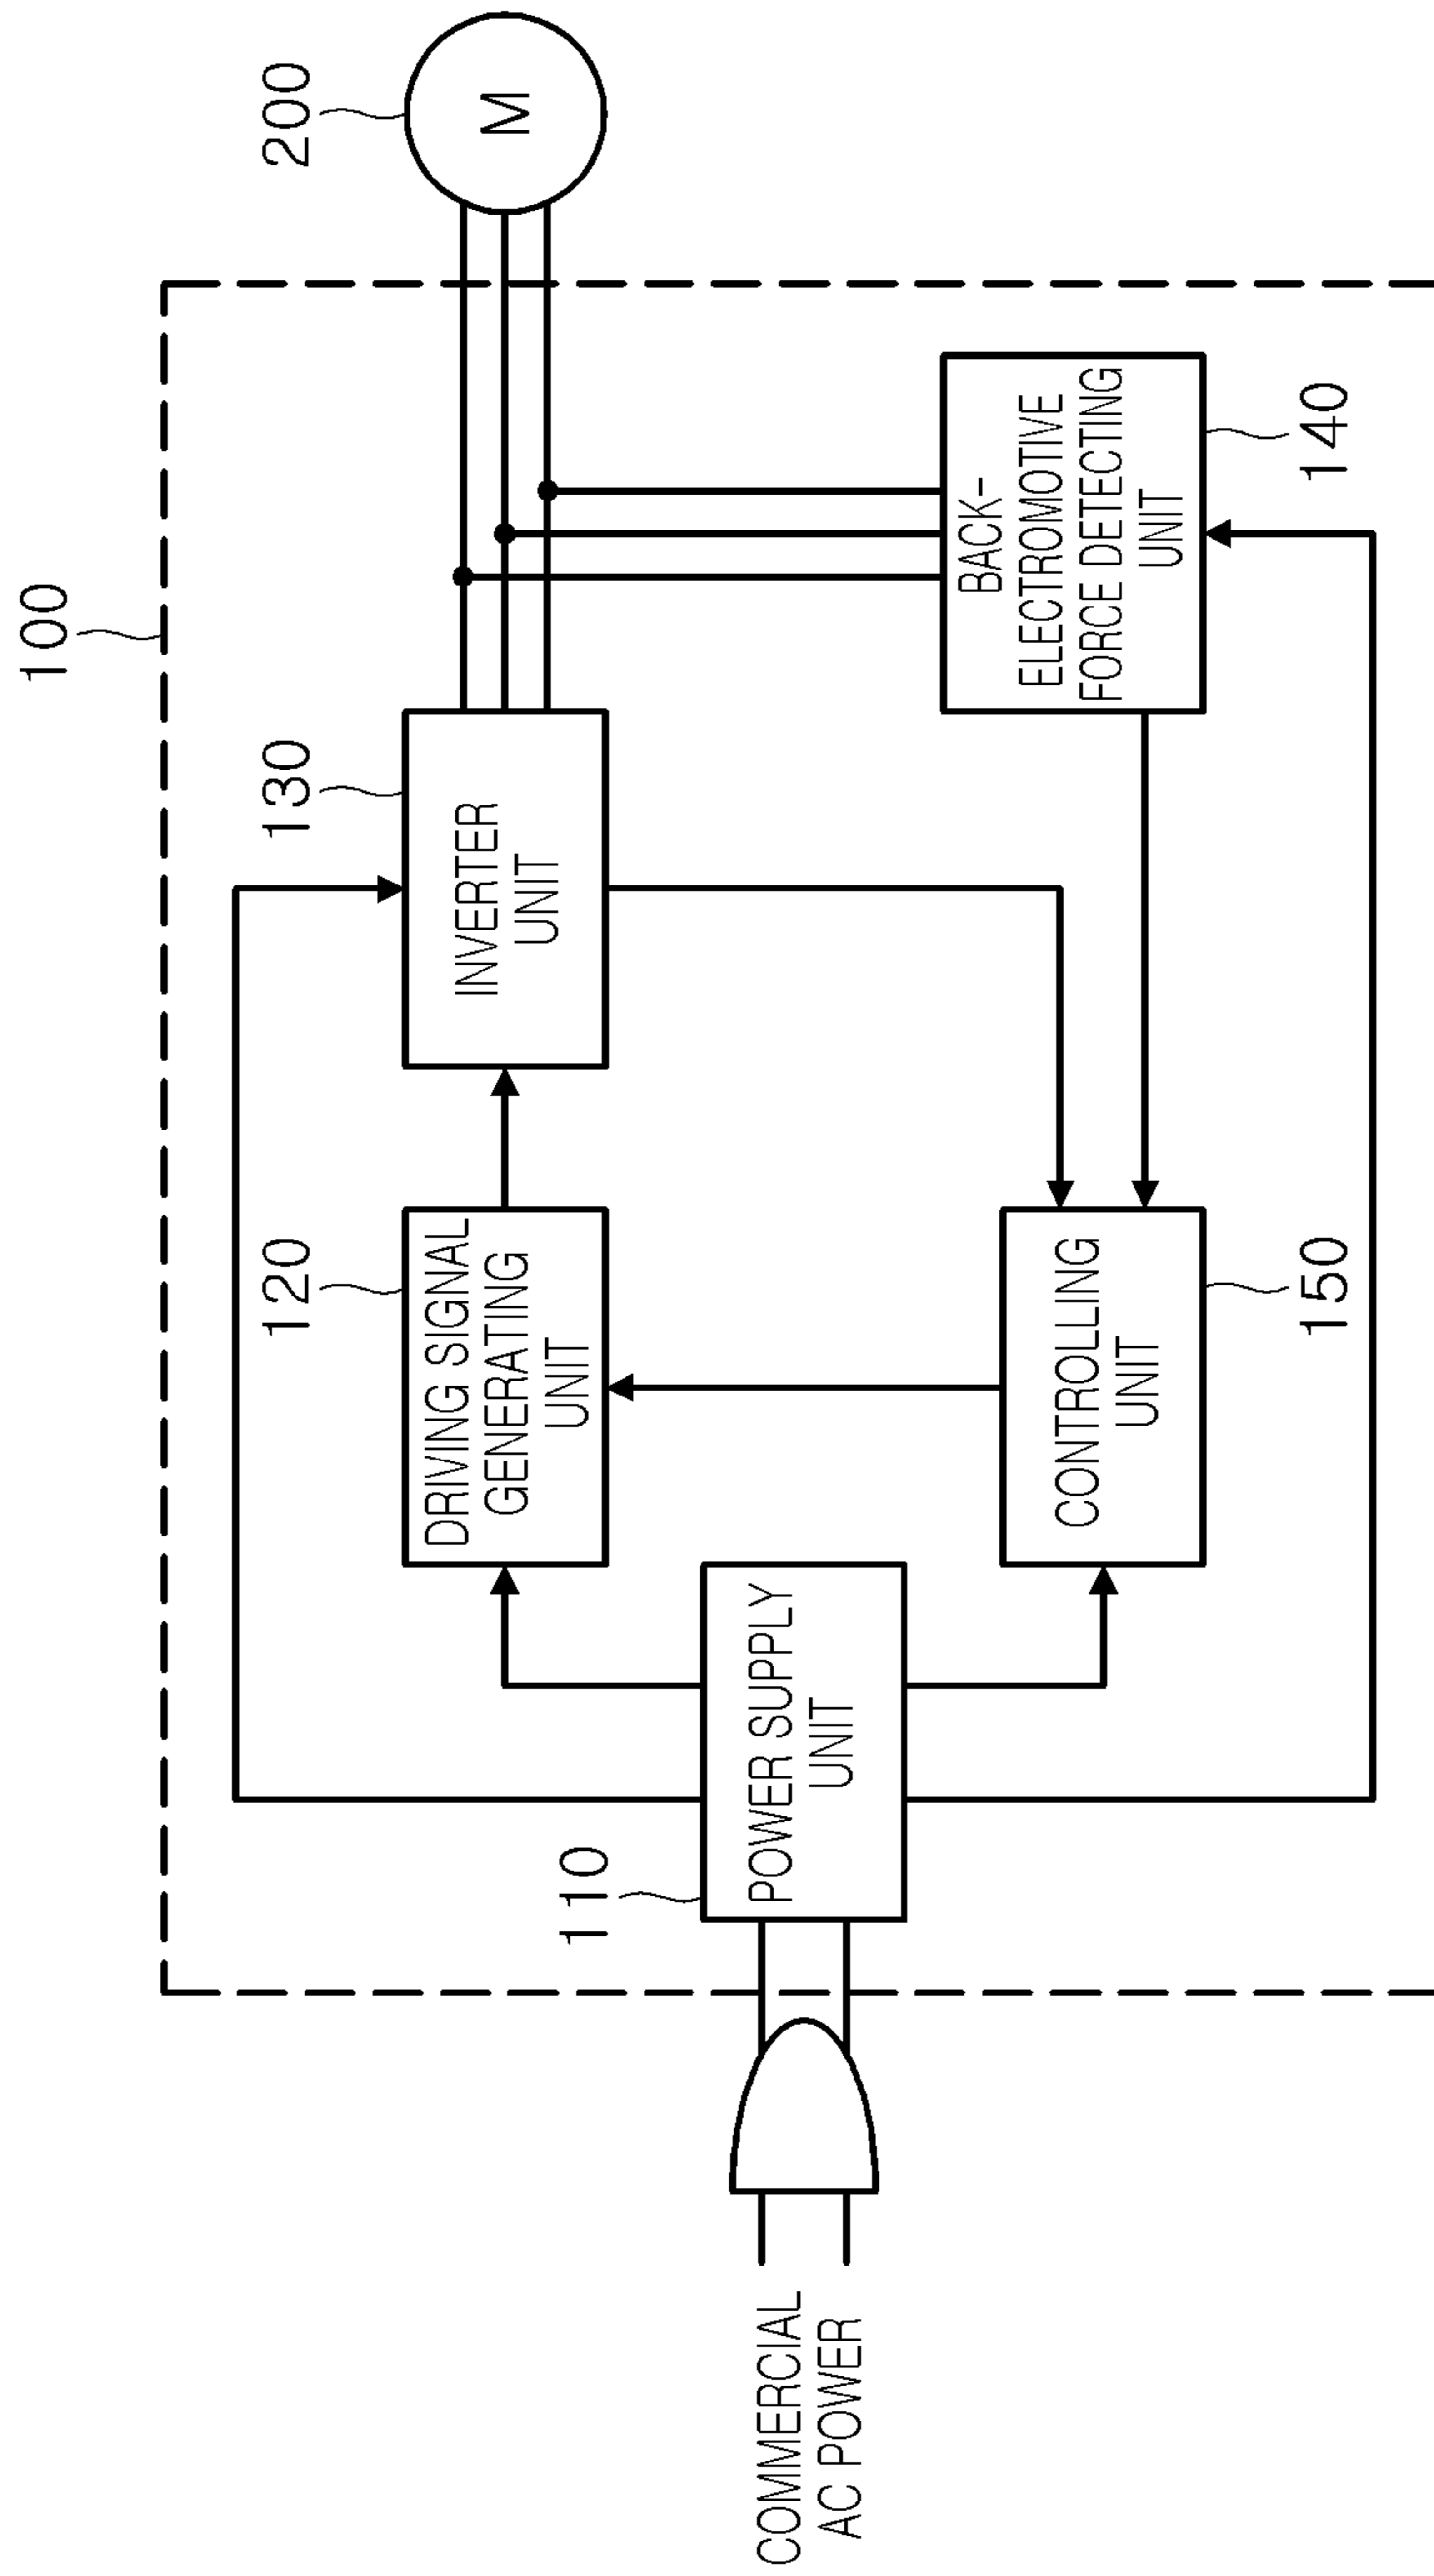 100
130
200
120
INVERTER
UNIT
M
DRIVING SIGNAL
GENERATING
UNIT
110
POWER SUPPLY
UNIT
COMMERCIAL
AC POWER
CONTROLLING
UNIT
150
BACK-
ELECTROMOTIVE
FORCE DETECTING
UNIT
140